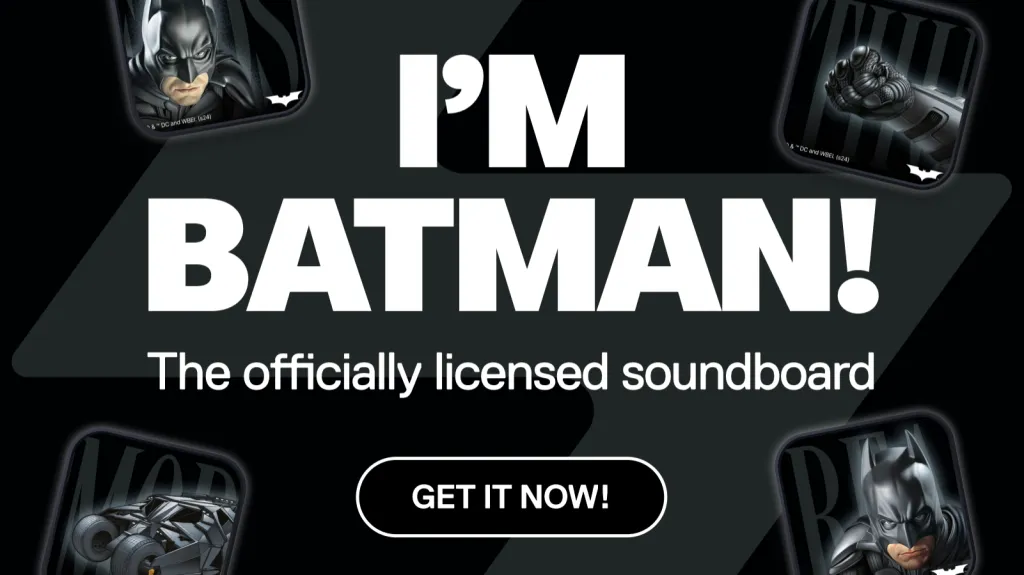 I'M
BATMAN!
The officially licensed soundboard
GET IT NOW!
& ™ DC and WBEI. (s24)
& ™ DC and WBEI. (s24)